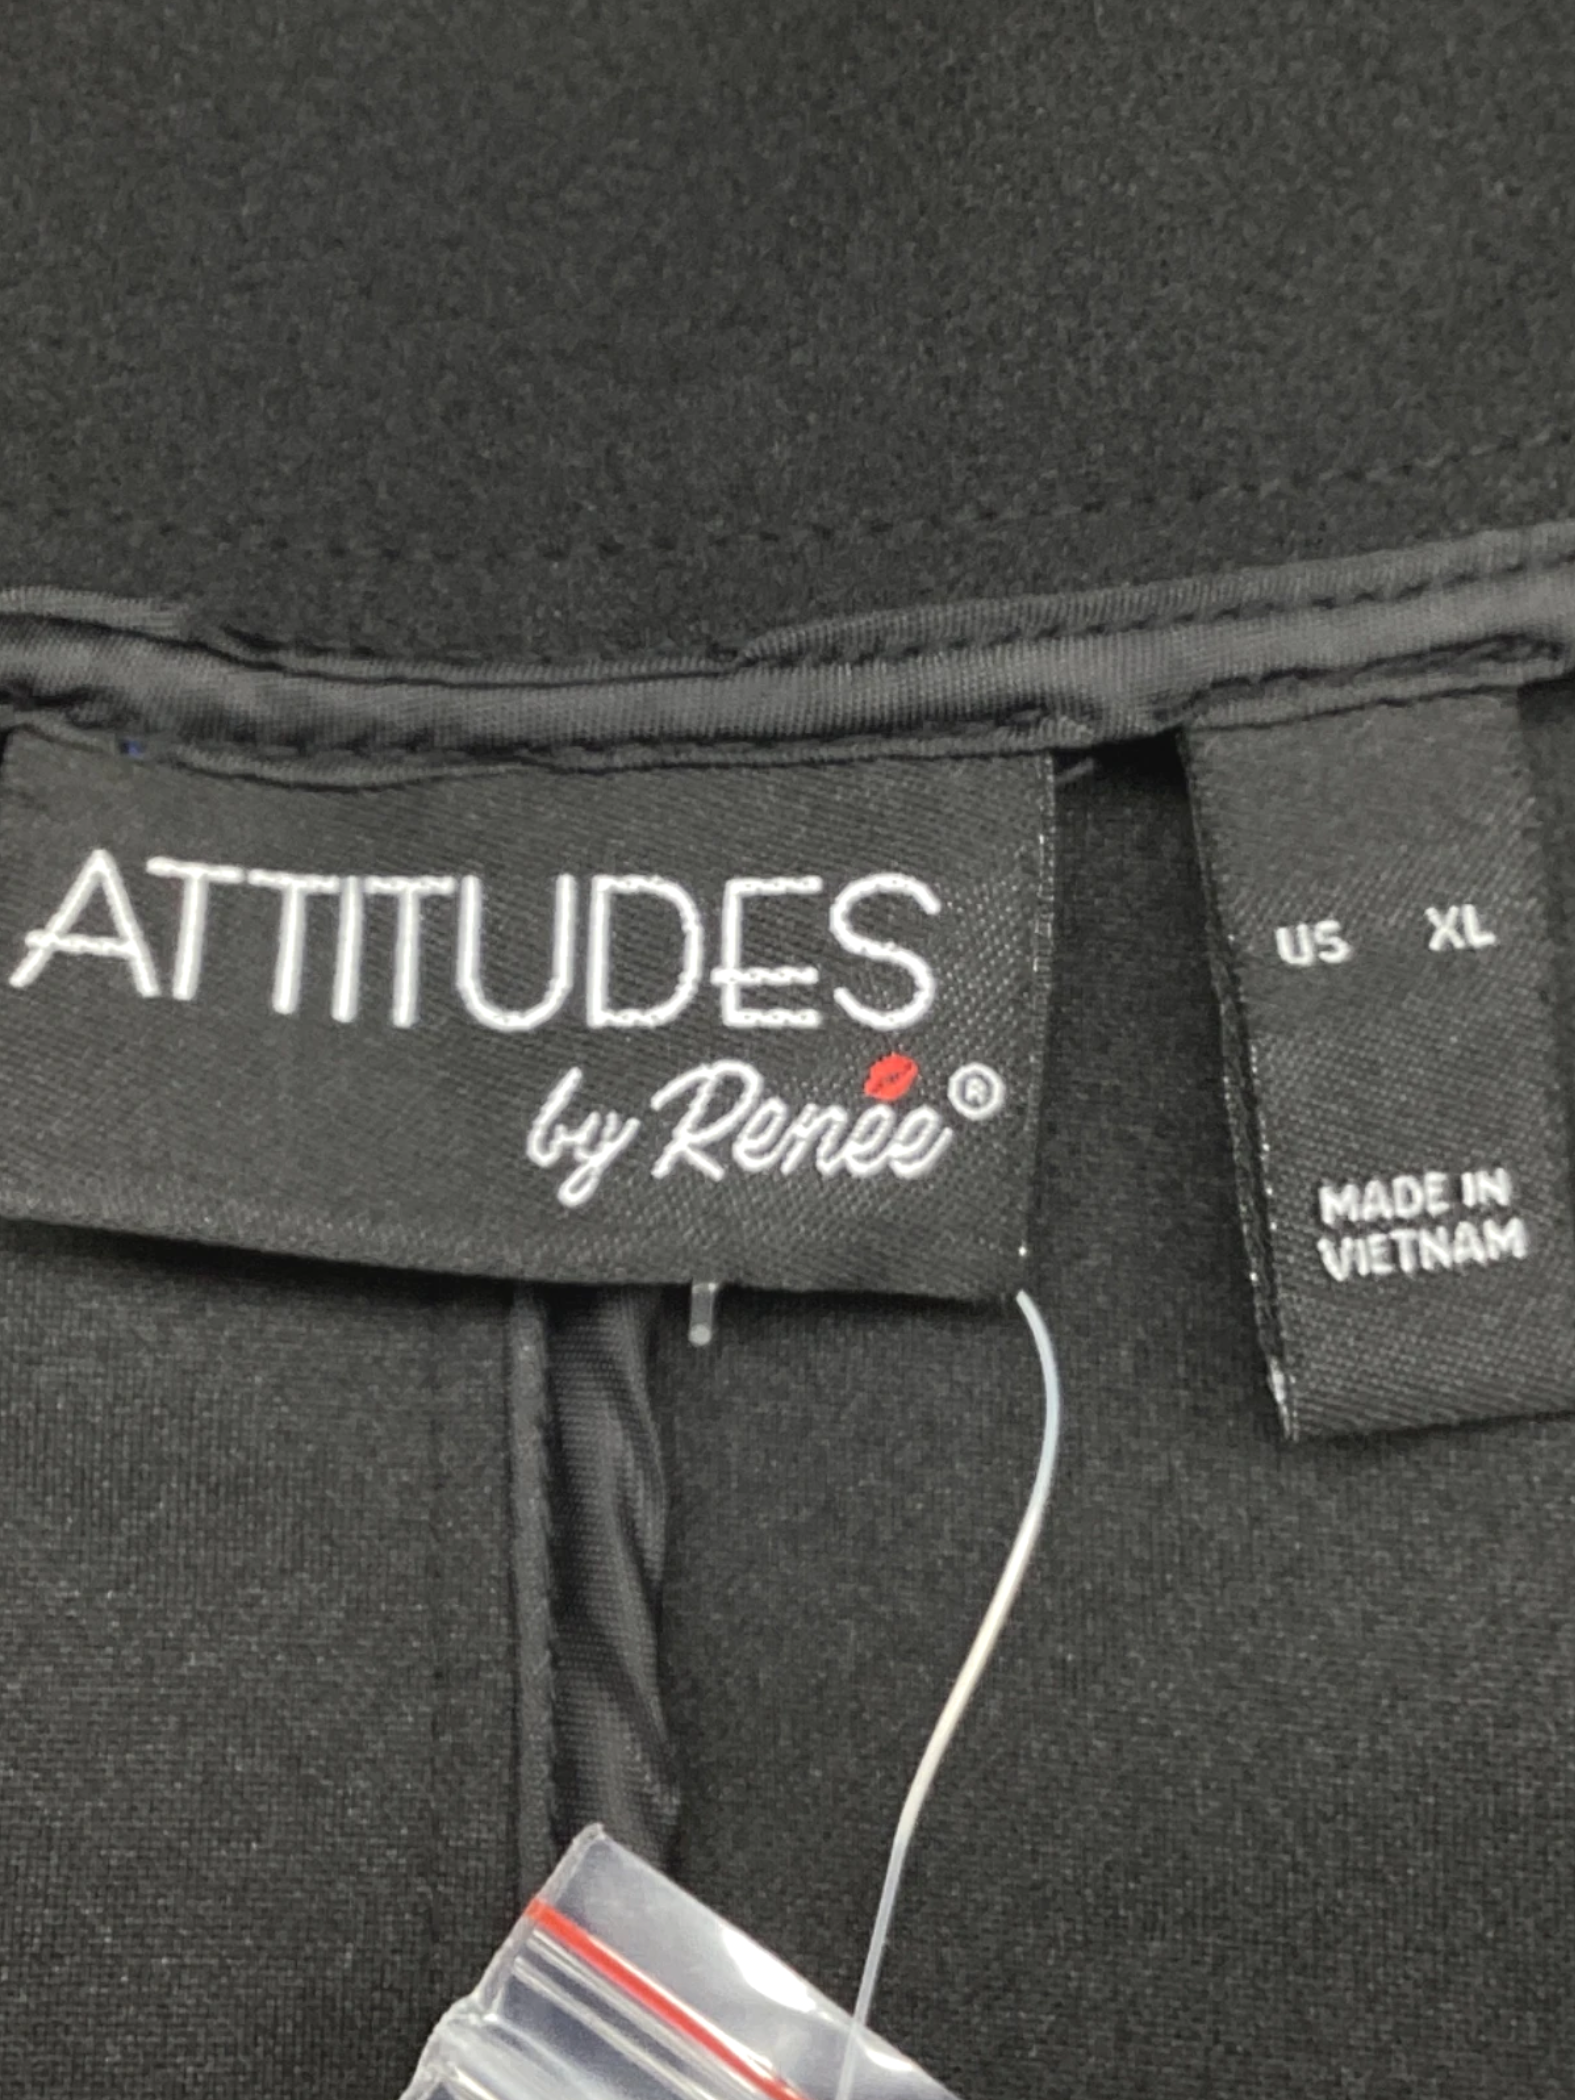 ATTITUDES
by Renée®
US XL
MADE IN
VIETNAM